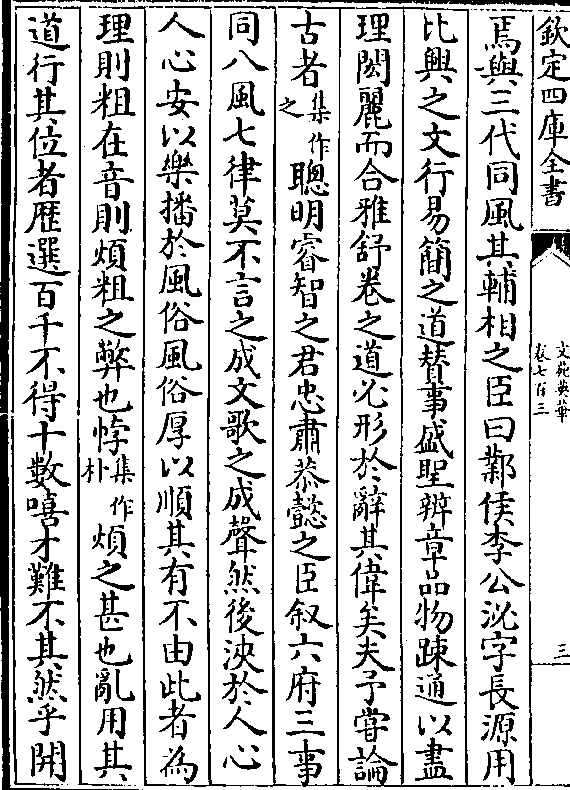 欽定四庫全書
文苑英華
卷七百三
三
焉與三代同風其輔相之臣曰鄴侯李公泌字長源用
比興之文行易簡之道贊事盛聖辨章品物踈通以盡
理閎麗而合雅舒卷之道必形於辭其偉矣夫予嘗論
古者集作之聰明睿智之君忠肅恭懿之臣叙六府三事
同八風七律莫不言之成文歌之成聲然後浹於人心
人心安以樂播於風俗風俗厚以順其有不由此者為
理則粗在音則煩粗之弊也悖集作朴煩之甚也亂用其
道行其位者歷選百千不得十數嘻才難不其然乎開